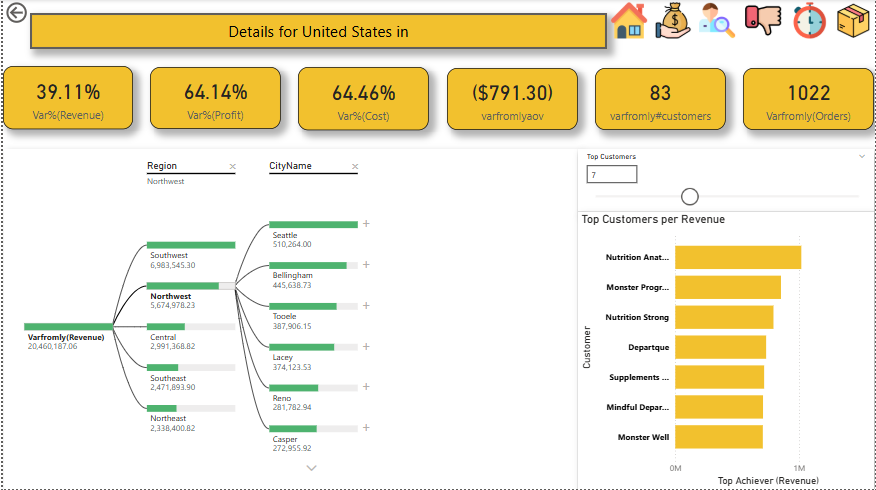 Details for United States in
39.11%
Var%(Revenue)
64.14%
Var%(Profit)
64.46%
Var%(Cost)
($791.30)
varfromlyaov
83
varfromly#customers
1022
Varfromly(Orders)
Region
Northwest
CityName
Varfromly(Revenue)
20,460,187.06
Southwest
6,983,545.30
Northwest
5,674,978.23
Central
2,991,368.82
Southeast
2,471,893.90
Northeast
2,338,400.82
Seattle
510,264.00
Bellingham
445,638.73
Tooele
387,906.15
Lacey
374,123.53
Reno
281,782.94
Casper
272,955.92
Top Customers
7
Top Customers per Revenue
Customer
Nutrition Anat...
Monster Progr...
Nutrition Strong
Departque
Supplements ...
Mindful Depar...
Monster Well
0M
1M
Top Achiever (Revenue)